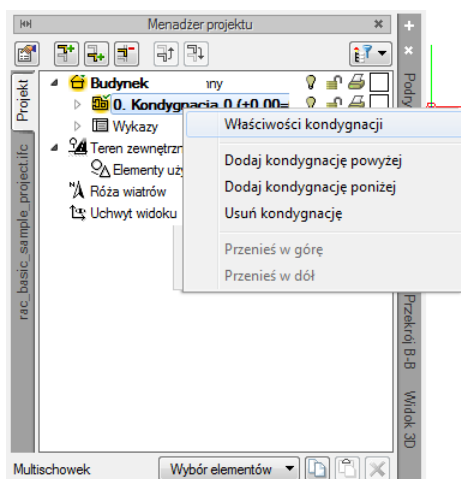 Menadżer projektu
Projekt
rac_basic_sample_project.ifc
Budynek
0. Kondygnacja 0 (±0,00=
Wykazy
Teren zewnętrzn
Elementy uży
Róża wiatrów
Uchwyt widoku
Właściwości kondygnacji
Dodaj kondygnację powyżej
Dodaj kondygnację poniżej
Usuń kondygnację
Przenieś w górę
Przenieś w dół
Podry
Przekrój B-B
Widok 3D
Multischowek
Wybór elementów